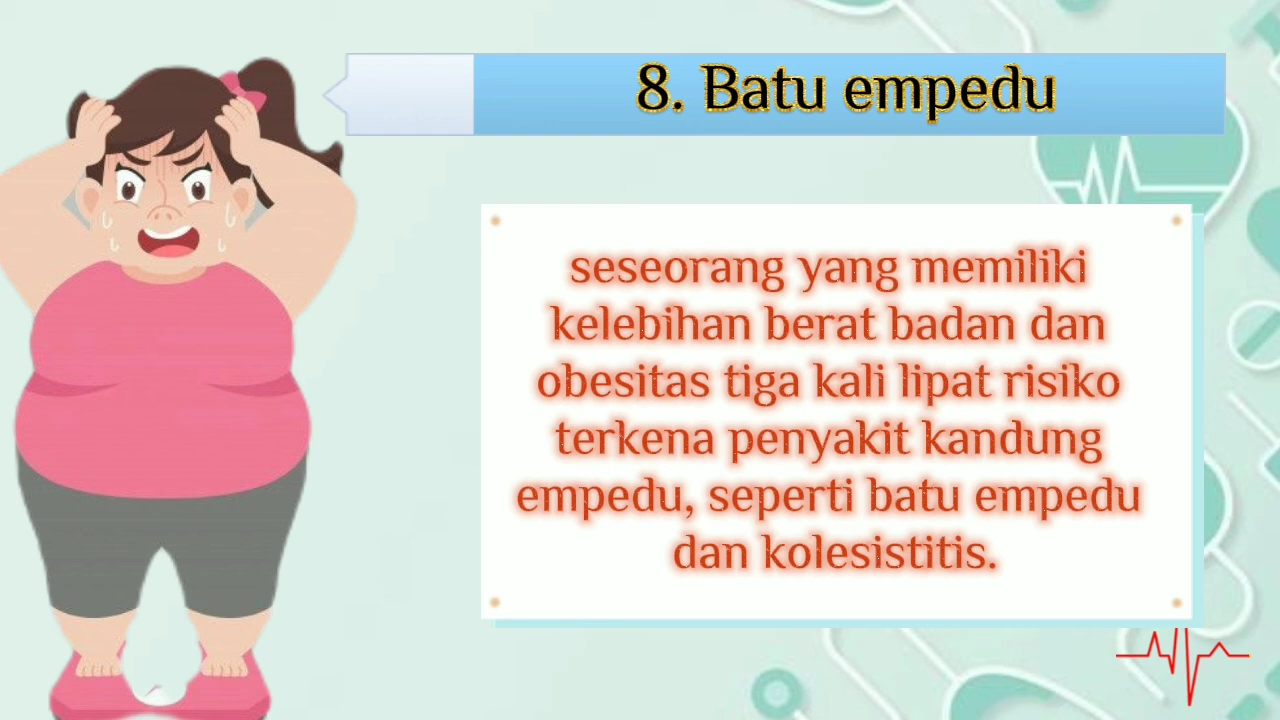 8. Batu empedu
seseorang yang memiliki
kelebihan berat badan dan
obesitas tiga kali lipat risiko
terkena penyakit kandung
empedu, seperti batu empedu
dan kolesistitis.